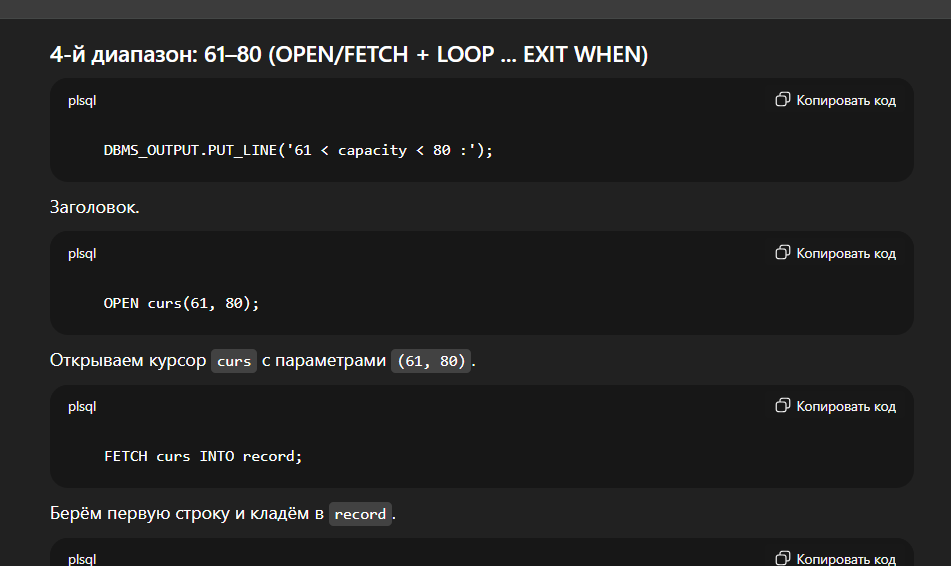 4-й диапазон: 61–80 (OPEN/FETCH + LOOP ... EXIT WHEN)
plsql
Копировать код
DBMS_OUTPUT.PUT_LINE('61 < capacity < 80 :');
Заголовок.
plsql
Копировать код
OPEN curs(61, 80);
Открываем курсор curs с параметрами (61, 80).
plsql
Копировать код
FETCH curs INTO record;
Берём первую строку и кладём в record.
plsql
Копировать код